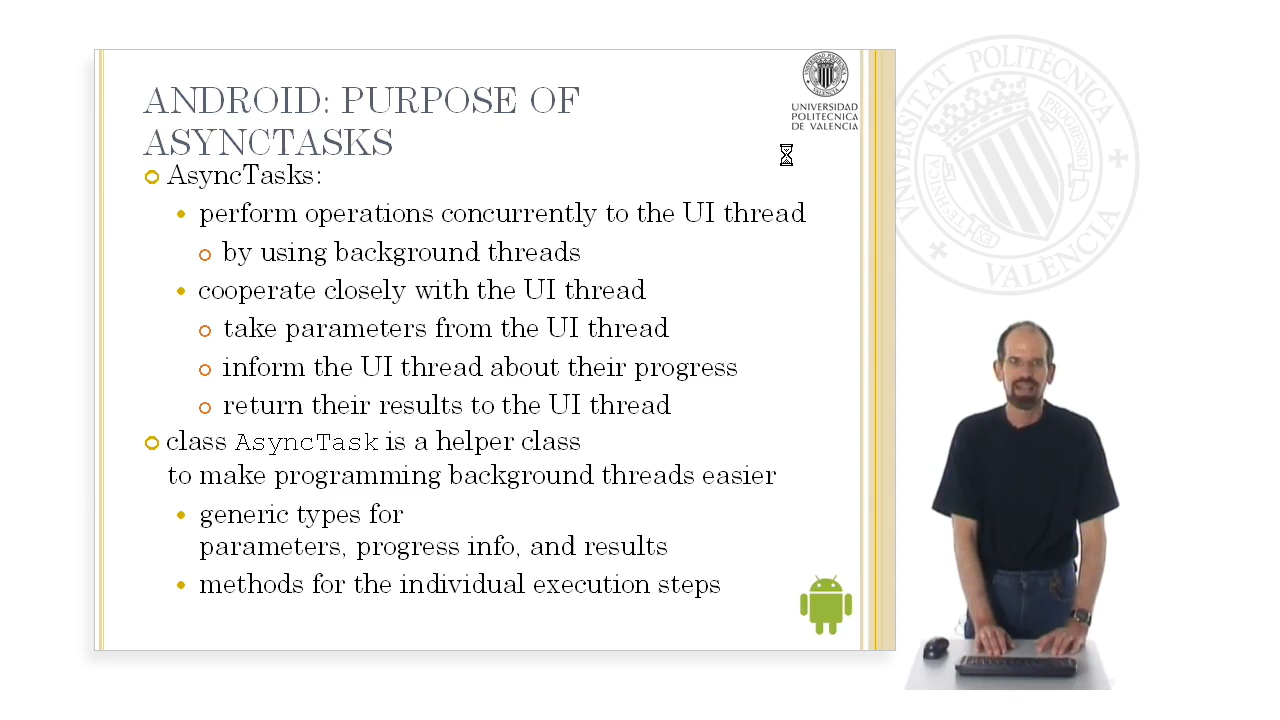 ANDROID: PURPOSE OF
ASYNCTASKS
UNIVERSIDAD
POLITECNICA
DE VALENCIA
AsyncTasks:
perform operations concurrently to the UI thread
by using background threads
cooperate closely with the UI thread
take parameters from the UI thread
inform the UI thread about their progress
return their results to the UI thread
class AsyncTask is a helper class
to make programming background threads easier
generic types for
parameters, progress info, and results
methods for the individual execution steps
UNIVERSITAT POLITÈCNICA
VALÈNCIA